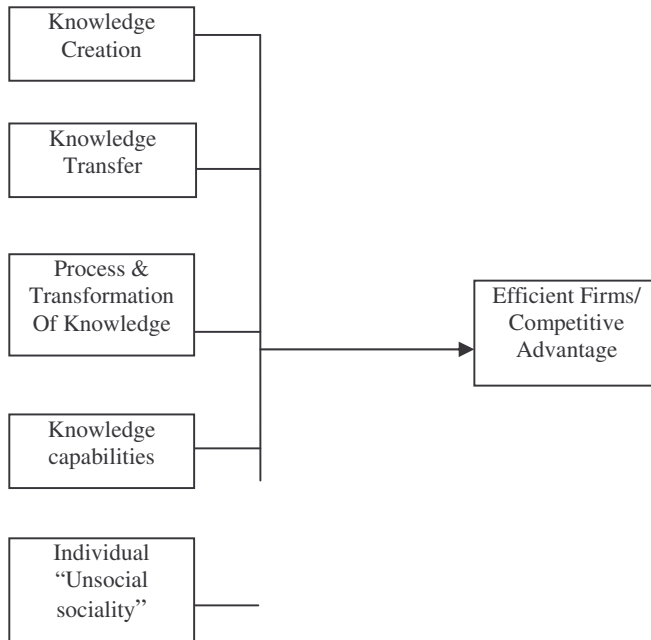 Knowledge
Creation
Knowledge
Transfer
Process &
Transformation
Of Knowledge
Efficient Firms/
Competitive
Advantage
Knowledge
capabilities
Individual
“Unsocial
sociality”